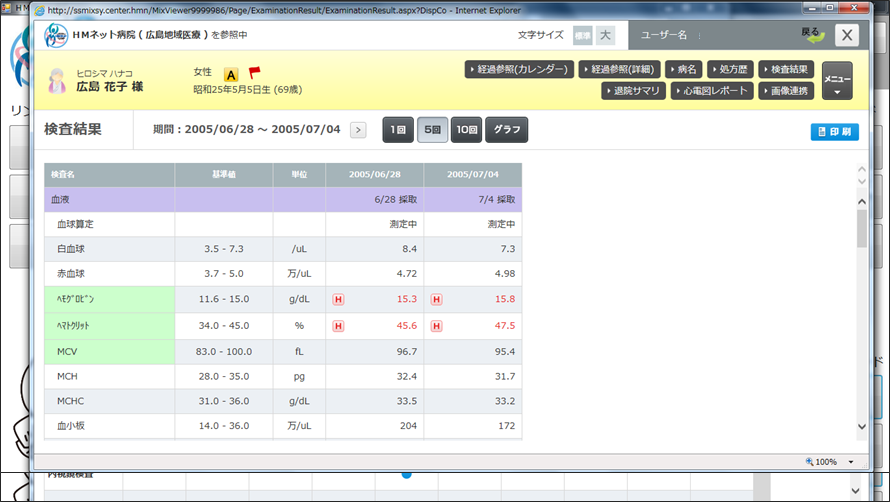 http://ssmixsy.center.hmn/MixViewer9999986/Page/ExaminationResult/ExaminationResult.aspx?DispCo - Internet Explorer
HMネット病院 ( 広島地域医療 ) を参照中
文字サイズ 標準 大 ユーザー名 戻る X
ヒロシマ ハナコ
広島 花子 様
女性 A
昭和25年5月5日生 (69歳)
経過参照(カレンダー) 経過参照(詳細) 病名 処方歴 検査結果
退院サマリ 心電図レポート 画像連携
メニュー
検査結果 期間：2005/06/28 ～ 2005/07/04 > 1回 5回 10回 グラフ 印 刷
検査名 基準値 単位 2005/06/28 2005/07/04
血液 6/28 採取 7/4 採取
血球算定 測定中 測定中
白血球 3.5 - 7.3 /uL 8.4 7.3
赤血球 3.7 - 5.0 万/uL 4.72 4.98
ﾍﾓｸﾞﾛﾋﾞﾝ 11.6 - 15.0 g/dL H 15.3 H 15.8
ﾍﾏﾄｸﾘｯﾄ 34.0 - 45.0 % H 45.6 H 47.5
MCV 83.0 - 100.0 fL 96.7 95.4
MCH 28.0 - 35.0 pg 32.4 31.7
MCHC 31.0 - 36.0 g/dL 33.5 33.2
血小板 14.0 - 36.0 万/uL 204 172
100%
内視鏡検査